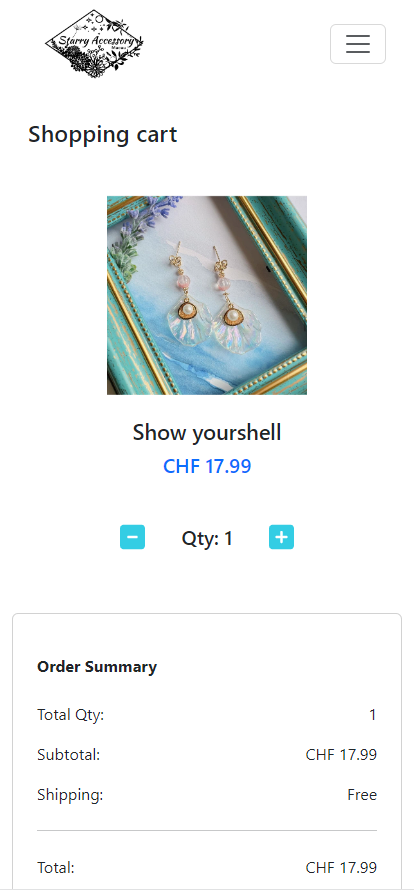 Starry Accessory
Shopping cart
Show yourshell
CHF 17.99
Qty: 1
Order Summary
Total Qty: 1
Subtotal: CHF 17.99
Shipping: Free
Total: CHF 17.99